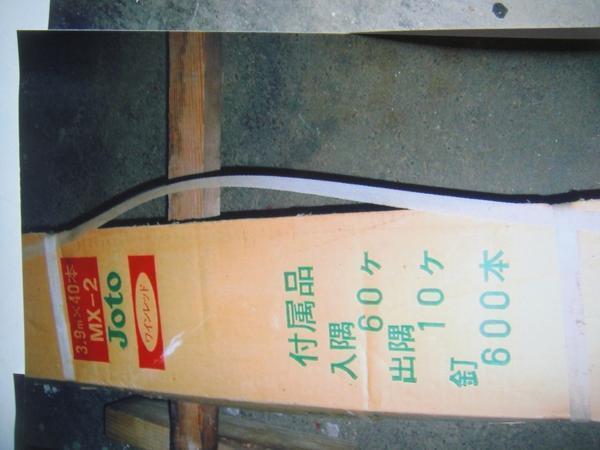 3.9m×40本
MX-2
Joto
ワインレッド
付属品
入隅 60ヶ
出隅 10ヶ
釘 600本